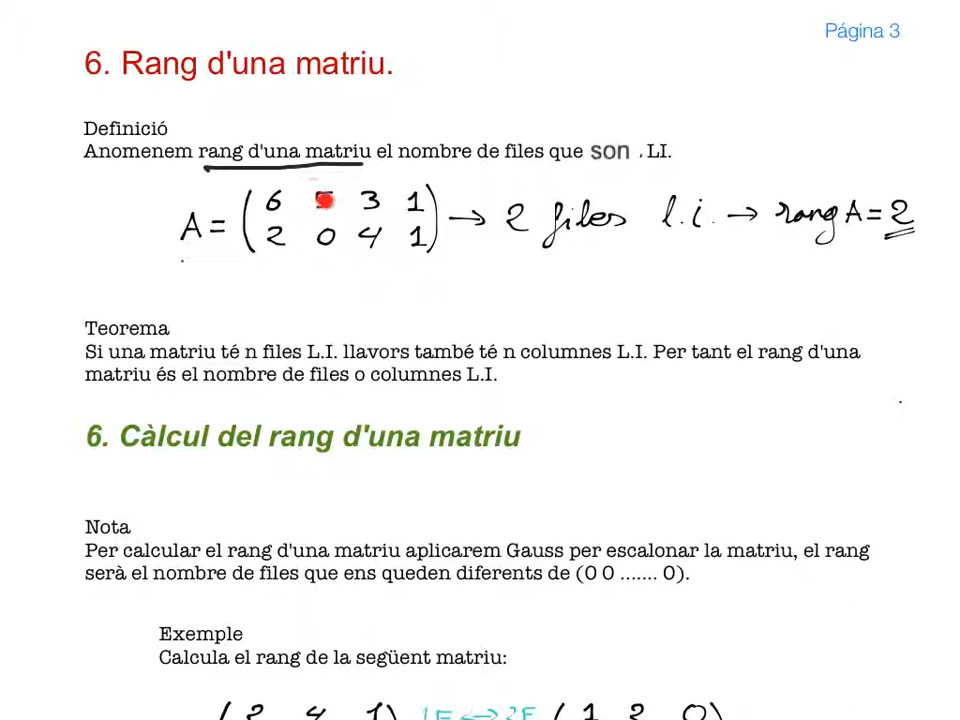 Página 3
6. Rang d'una matriu.
Definició
Anomenem rang d'una matriu el nombre de files que son . LI.
A = ( 6 3 1 → 2 files l.i. → rang A = 2
2 0 4 1 )
Teorema
Si una matriu té n files L.I. llavors també té n columnes L.I. Per tant el rang d'una
matriu és el nombre de files o columnes L.I.
6. Càlcul del rang d'una matriu
Nota
Per calcular el rang d'una matriu aplicarem Gauss per escalonar la matriu, el rang
serà el nombre de files que ens queden diferents de (0 0 ....... 0).
Exemple
Calcula el rang de la següent matriu: